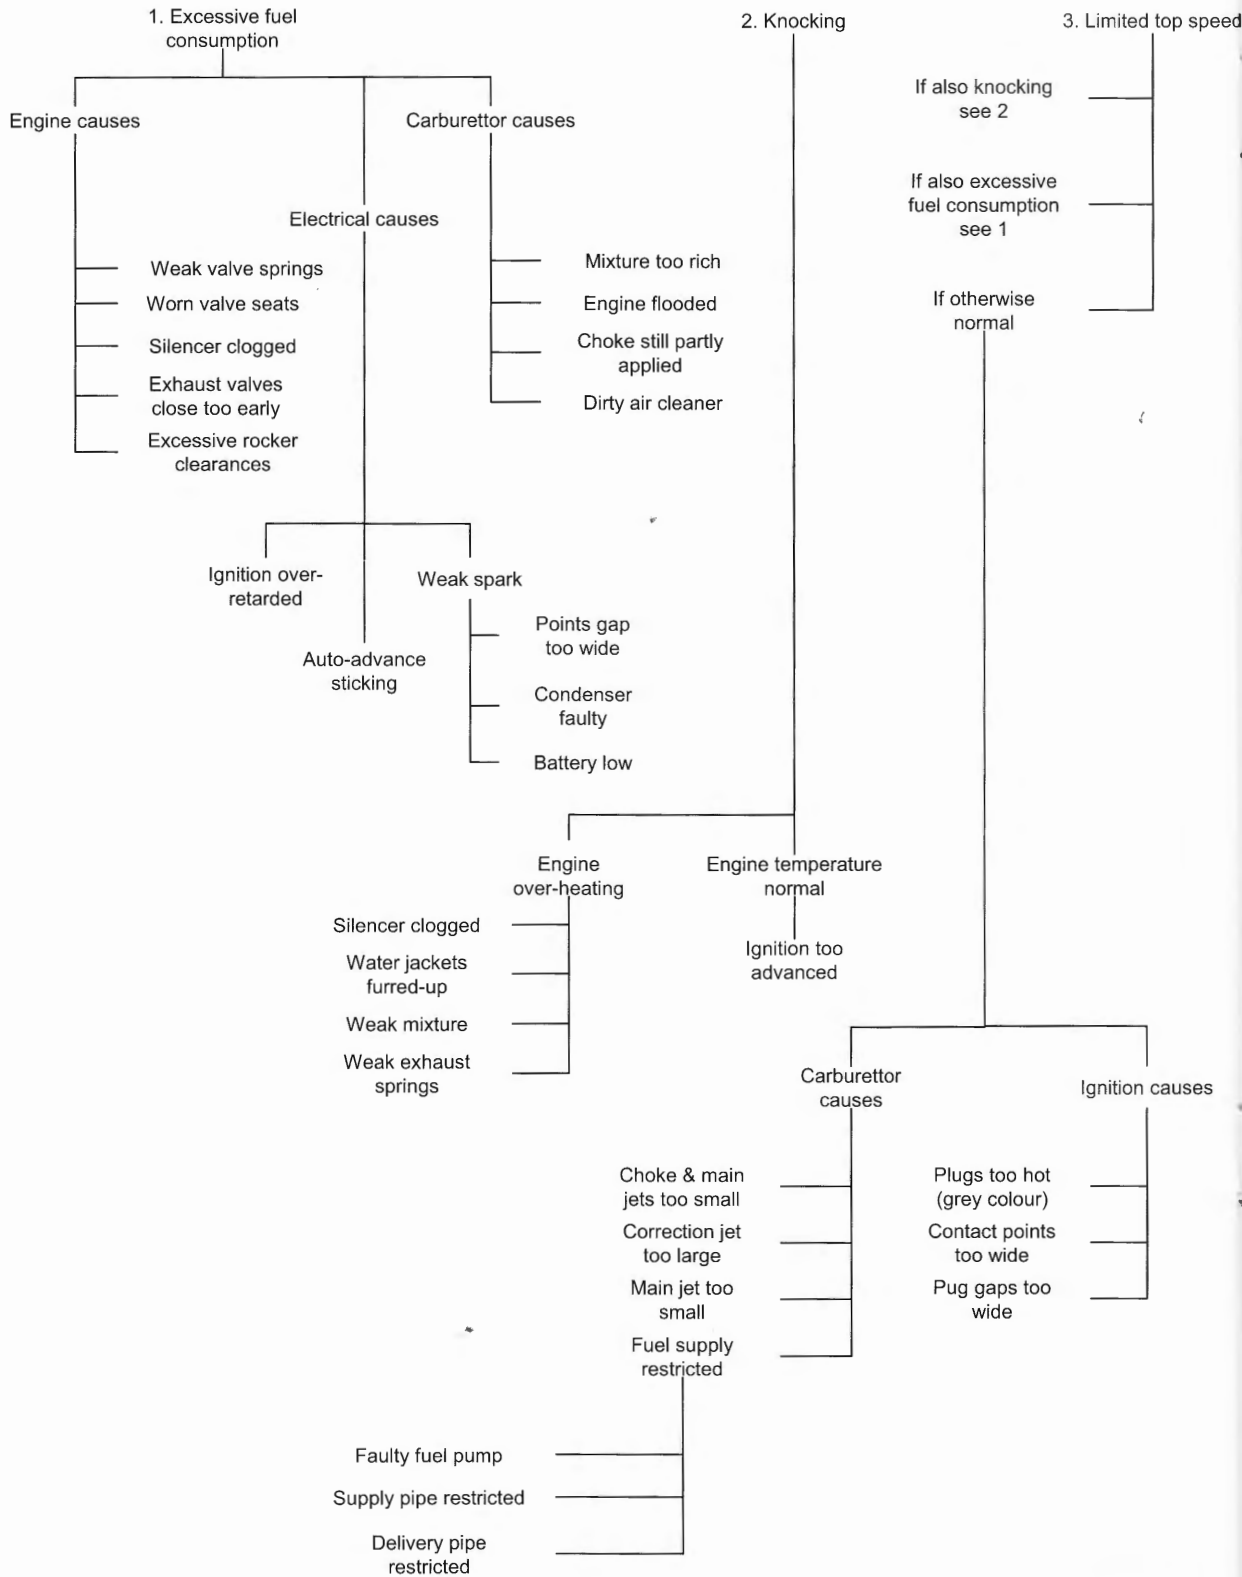 1. Excessive fuel
consumption
2. Knocking
3. Limited top speed
Engine causes
Carburettor causes
Electrical causes
Weak valve springs
Worn valve seats
Silencer clogged
Exhaust valves
close too early
Excessive rocker
clearances
Mixture too rich
Engine flooded
Choke still partly
applied
Dirty air cleaner
Ignition over-
retarded
Auto-advance
sticking
Weak spark
Points gap
too wide
Condenser
faulty
Battery low
Engine
over-heating
Engine temperature
normal
Silencer clogged
Water jackets
furred-up
Weak mixture
Weak exhaust
springs
Ignition too
advanced
If also knocking
see 2
If also excessive
fuel consumption
see 1
If otherwise
normal
Carburettor
causes
Ignition causes
Choke & main
jets too small
Correction jet
too large
Main jet too
small
Fuel supply
restricted
Plugs too hot
(grey colour)
Contact points
too wide
Pug gaps too
wide
Faulty fuel pump
Supply pipe restricted
Delivery pipe
restricted